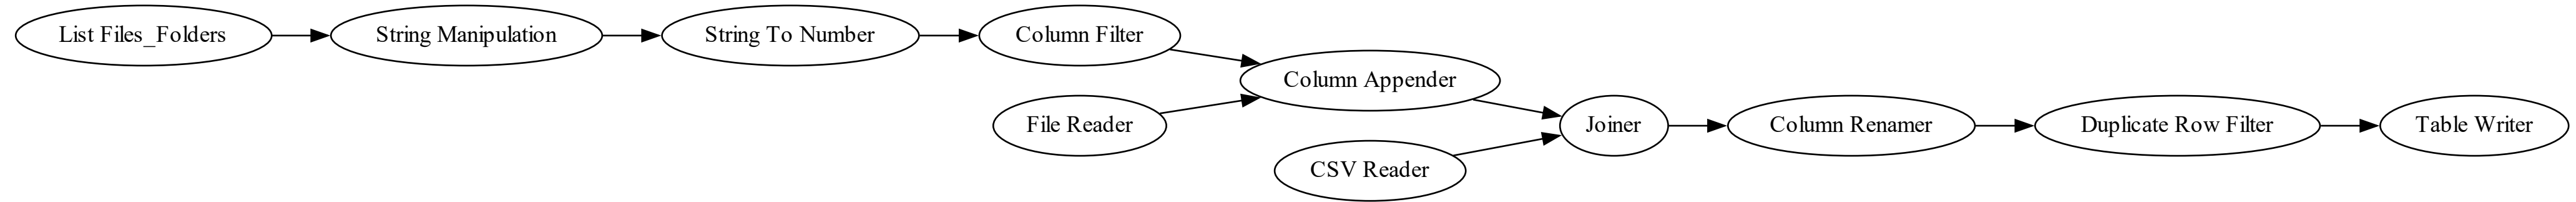 List Files_Folders
String Manipulation
String To Number
Column Filter
Column Appender
File Reader
Joiner
CSV Reader
Column Renamer
Duplicate Row Filter
Table Writer